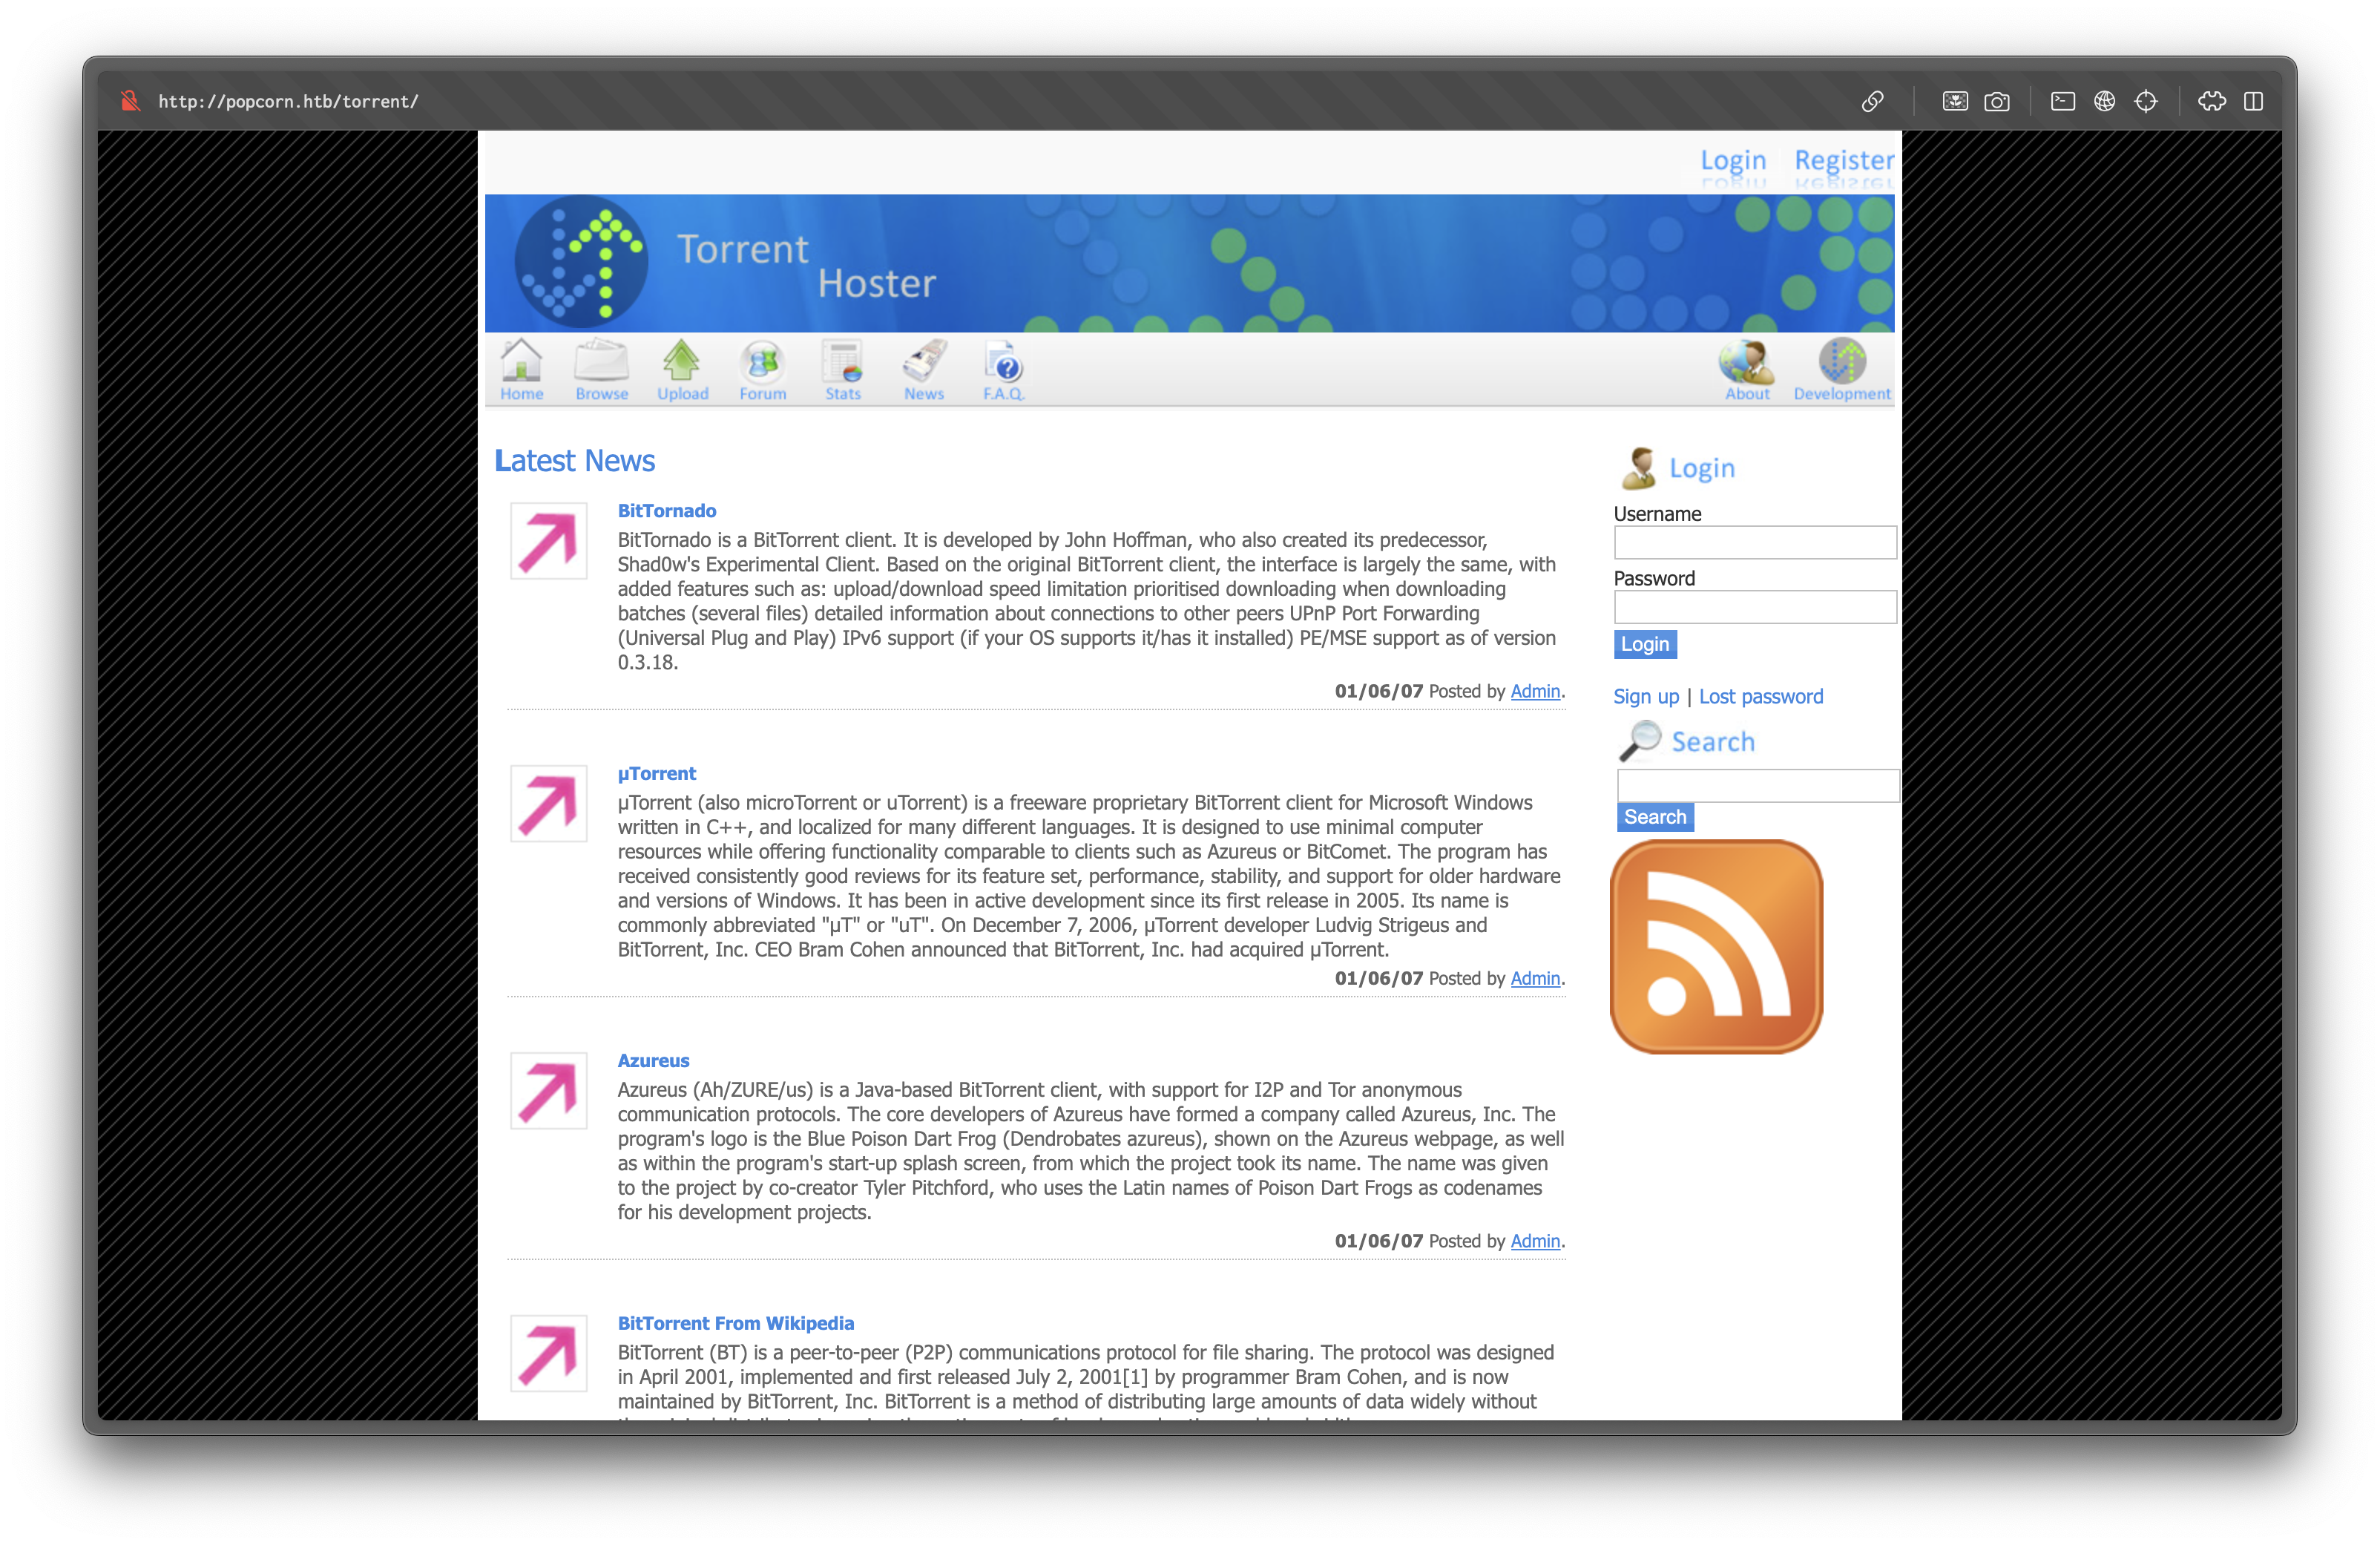 http://popcorn.htb/torrent/
Login Register
Torrent
Hoster
Home Browse Upload Forum Stats News F.A.Q. About Development
Latest News
BitTornado
BitTornado is a BitTorrent client. It is developed by John Hoffman, who also created its predecessor,
Shad0w's Experimental Client. Based on the original BitTorrent client, the interface is largely the same, with
added features such as: upload/download speed limitation prioritised downloading when downloading
batches (several files) detailed information about connections to other peers UPnP Port Forwarding
(Universal Plug and Play) IPv6 support (if your OS supports it/has it installed) PE/MSE support as of version
0.3.18.
01/06/07 Posted by Admin.
µTorrent
µTorrent (also microTorrent or uTorrent) is a freeware proprietary BitTorrent client for Microsoft Windows
written in C++, and localized for many different languages. It is designed to use minimal computer
resources while offering functionality comparable to clients such as Azureus or BitComet. The program has
received consistently good reviews for its feature set, performance, stability, and support for older hardware
and versions of Windows. It has been in active development since its first release in 2005. Its name is
commonly abbreviated "µT" or "uT". On December 7, 2006, µTorrent developer Ludvig Strigeus and
BitTorrent, Inc. CEO Bram Cohen announced that BitTorrent, Inc. had acquired µTorrent.
01/06/07 Posted by Admin.
Azureus
Azureus (Ah/ZURE/us) is a Java-based BitTorrent client, with support for I2P and Tor anonymous
communication protocols. The core developers of Azureus have formed a company called Azureus, Inc. The
program's logo is the Blue Poison Dart Frog (Dendrobates azureus), shown on the Azureus webpage, as well
as within the program's start-up splash screen, from which the project took its name. The name was given
to the project by co-creator Tyler Pitchford, who uses the Latin names of Poison Dart Frogs as codenames
for his development projects.
01/06/07 Posted by Admin.
BitTorrent From Wikipedia
BitTorrent (BT) is a peer-to-peer (P2P) communications protocol for file sharing. The protocol was designed
in April 2001, implemented and first released July 2, 2001[1] by programmer Bram Cohen, and is now
maintained by BitTorrent, Inc. BitTorrent is a method of distributing large amounts of data widely without
Login
Username
Password
Login
Sign up | Lost password
Search
Search